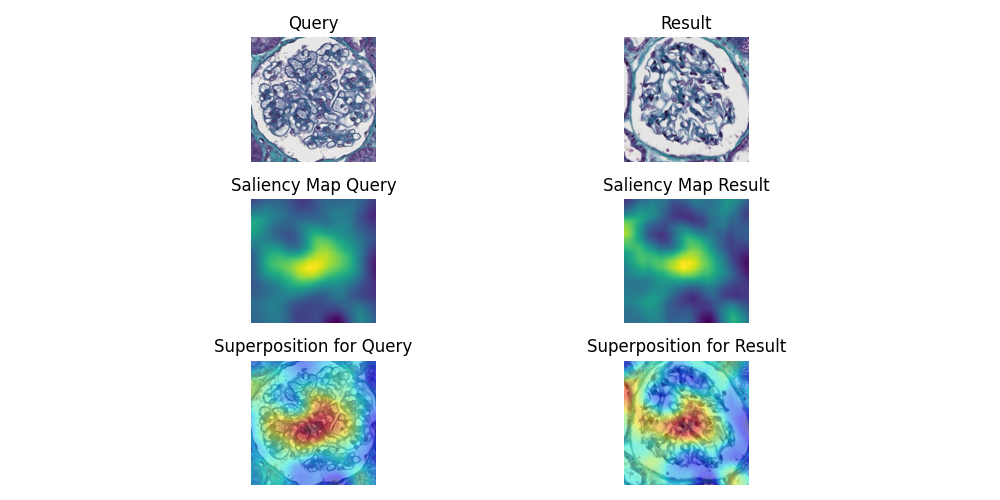 Query
Result
Saliency Map Query
Saliency Map Result
Superposition for Query
Superposition for Result